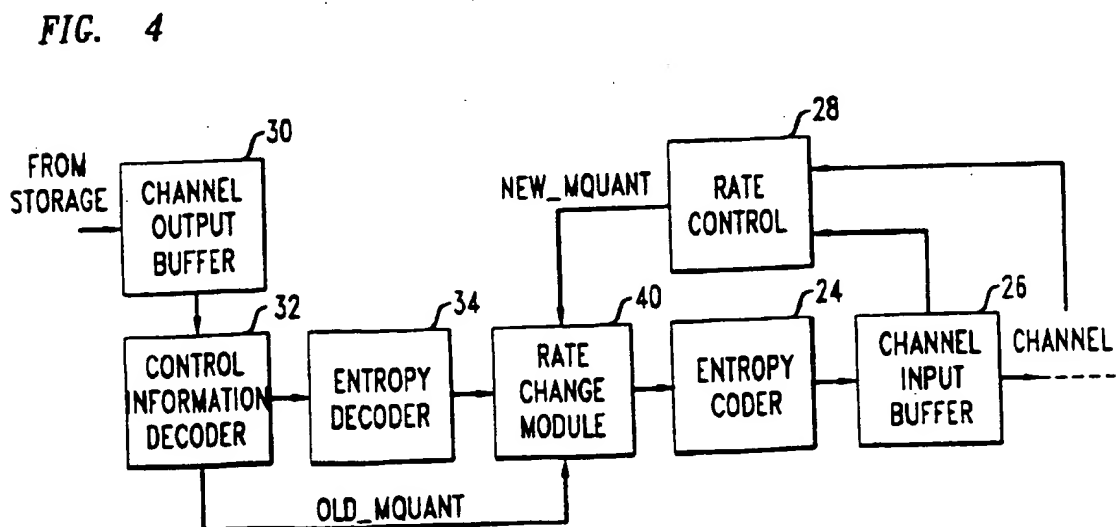 FIG. 4
FROM
STORAGE
30
CHANNEL
OUTPUT
BUFFER
28
RATE
CONTROL
NEW_MQUANT
32
CONTROL
INFORMATION
DECODER
34
ENTROPY
DECODER
40
RATE
CHANGE
MODULE
24
ENTROPY
CODER
26
CHANNEL
INPUT
BUFFER
CHANNEL
OLD_MQUANT